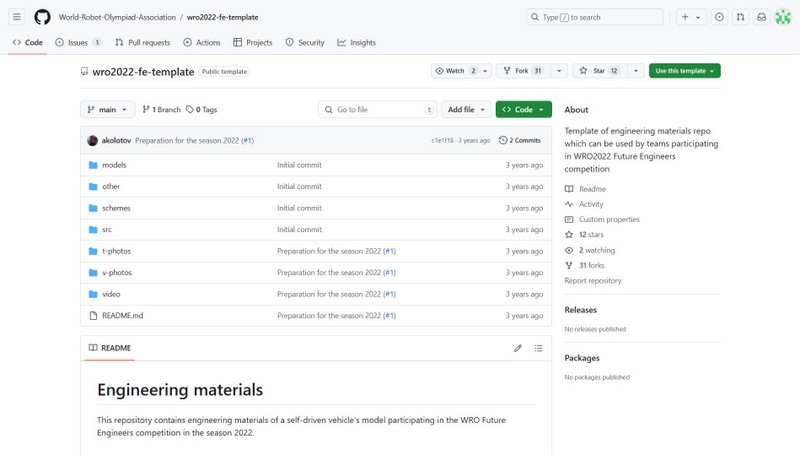 World-Robot-Olympiad-Association / wro2022-fe-template
Type / to search
Code Issues 1 Pull requests Actions Projects Security Insights
wro2022-fe-template Public template
Watch 2 Fork 31 Star 12 Use this template
main 1 Branch 0 Tags Go to file t Add file Code
akolotov Preparation for the season 2022 (#1) c1e1f16 · 3 years ago 2 Commits
models Initial commit 3 years ago
other Initial commit 3 years ago
schemes Initial commit 3 years ago
src Initial commit 3 years ago
t-photos Preparation for the season 2022 (#1) 3 years ago
v-photos Preparation for the season 2022 (#1) 3 years ago
video Preparation for the season 2022 (#1) 3 years ago
README.md Preparation for the season 2022 (#1) 3 years ago
README
Engineering materials
This repository contains engineering materials of a self-driven vehicle's model participating in the WRO Future
Engineers competition in the season 2022.
About
Template of engineering materials repo
which can be used by teams participating
in WRO2022 Future Engineers
competition
Readme
Activity
Custom properties
12 stars
2 watching
31 forks
Report repository
Releases
No releases published
Packages
No packages published